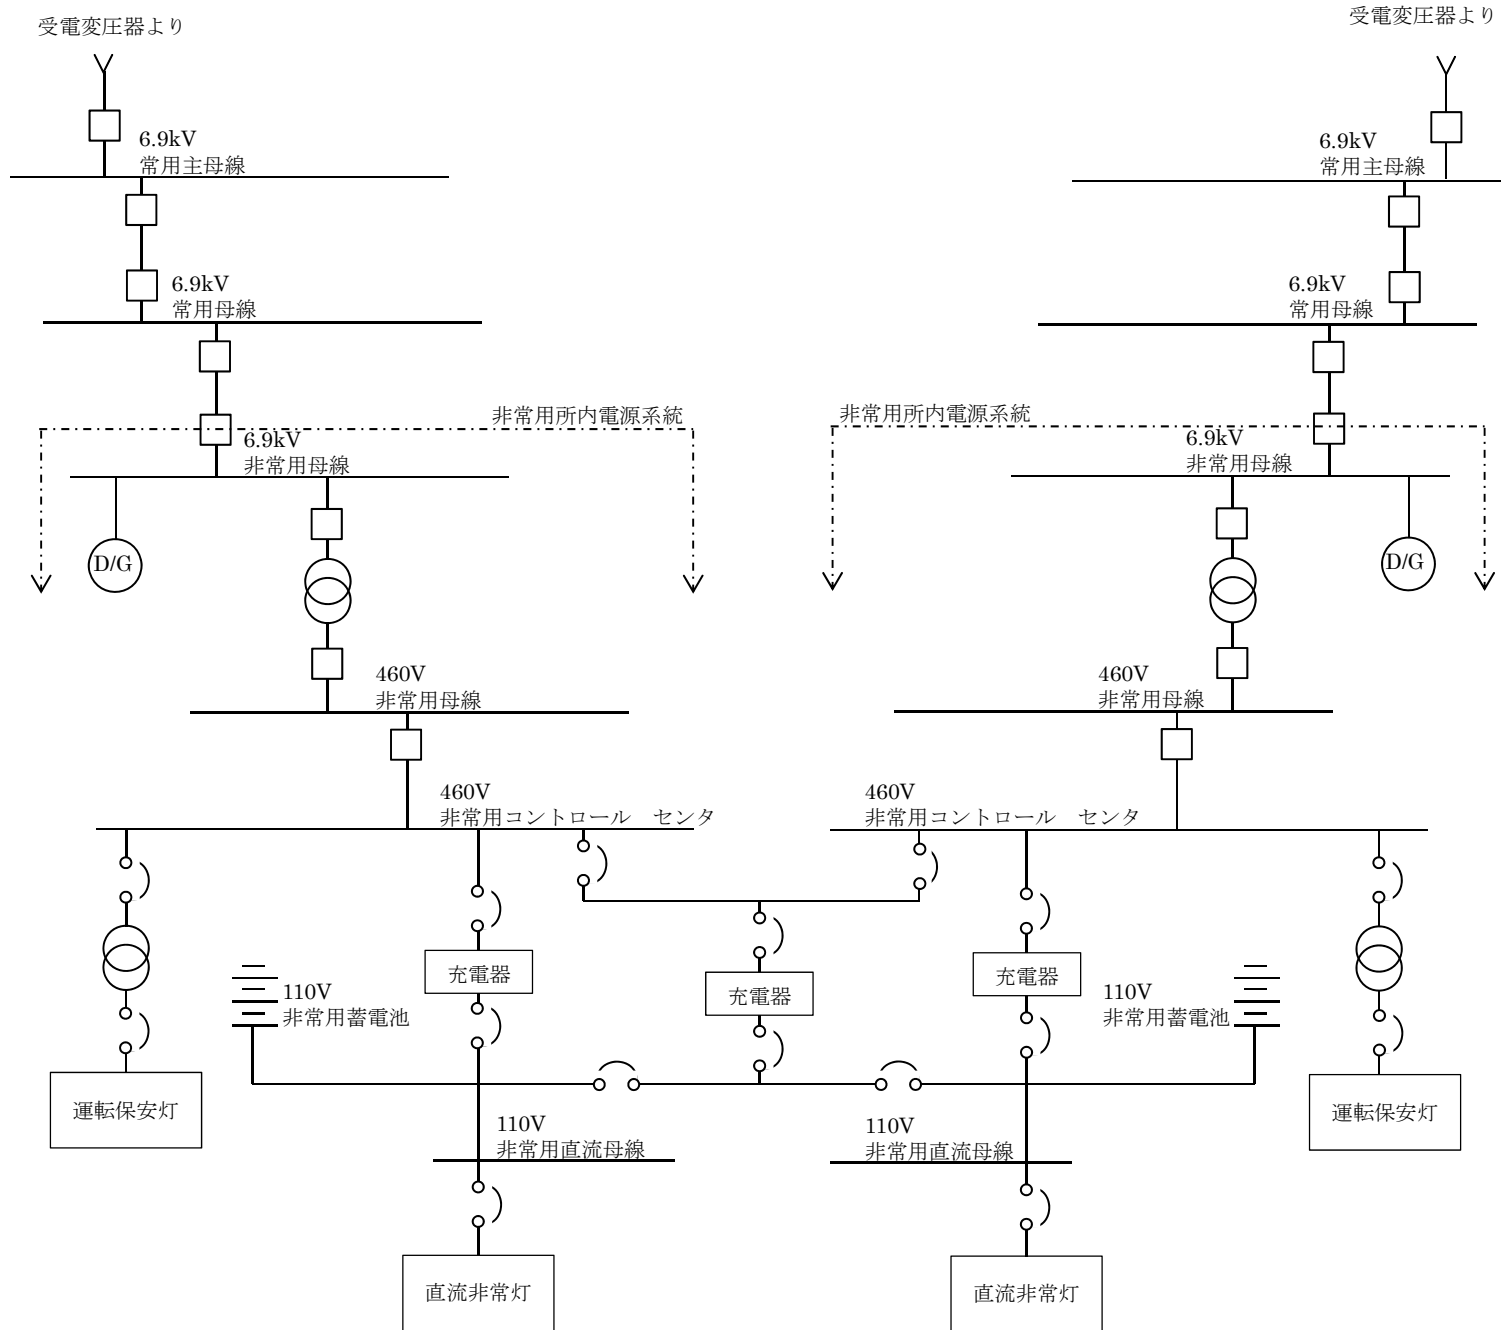 受電変圧器より
受電変圧器より
6.9kV
常用主母線
6.9kV
常用主母線
6.9kV
常用母線
6.9kV
常用母線
非常用所内電源系統
非常用所内電源系統
6.9kV
非常用母線
6.9kV
非常用母線
D/G
D/G
460V
非常用母線
460V
非常用母線
460V
非常用コントロール　センタ
460V
非常用コントロール　センタ
充電器
充電器
充電器
110V
非常用蓄電池
110V
非常用蓄電池
運転保安灯
運転保安灯
110V
非常用直流母線
110V
非常用直流母線
直流非常灯
直流非常灯